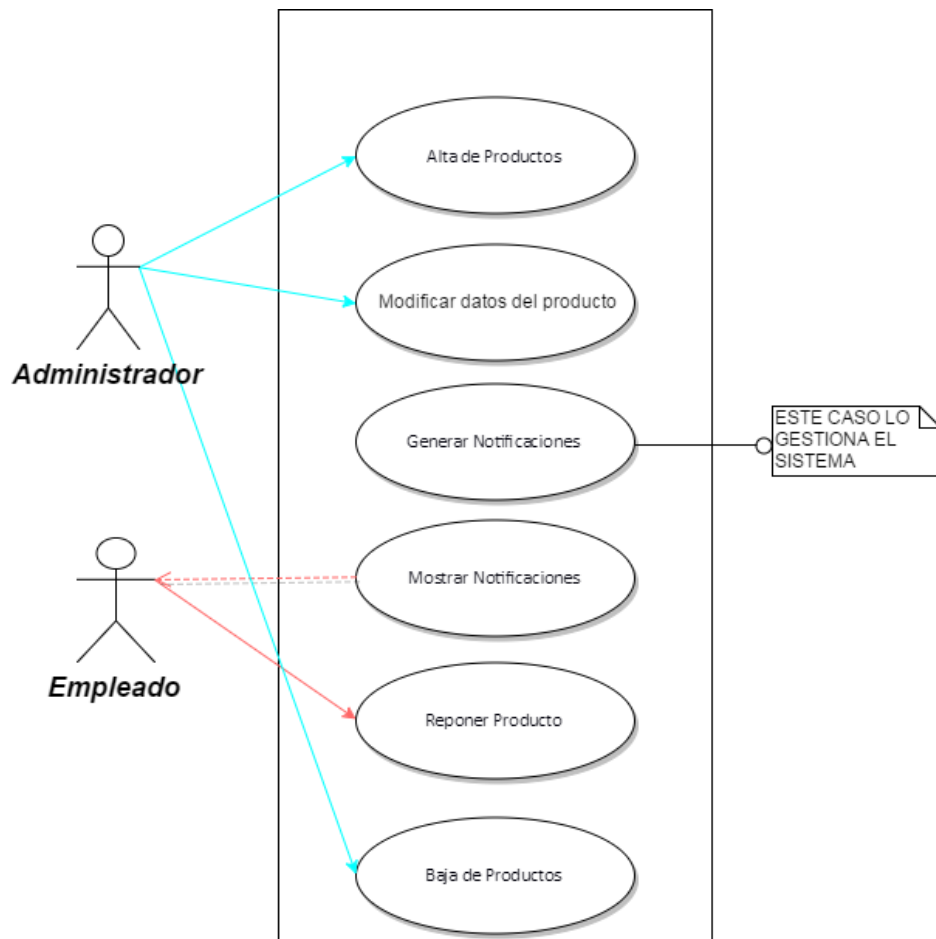 Alta de Productos
Modificar datos del producto
Administrador
Generar Notificaciones
ESTE CASO LO
GESTIONA EL
SISTEMA
Mostrar Notificaciones
Empleado
Reponer Producto
Baja de Productos